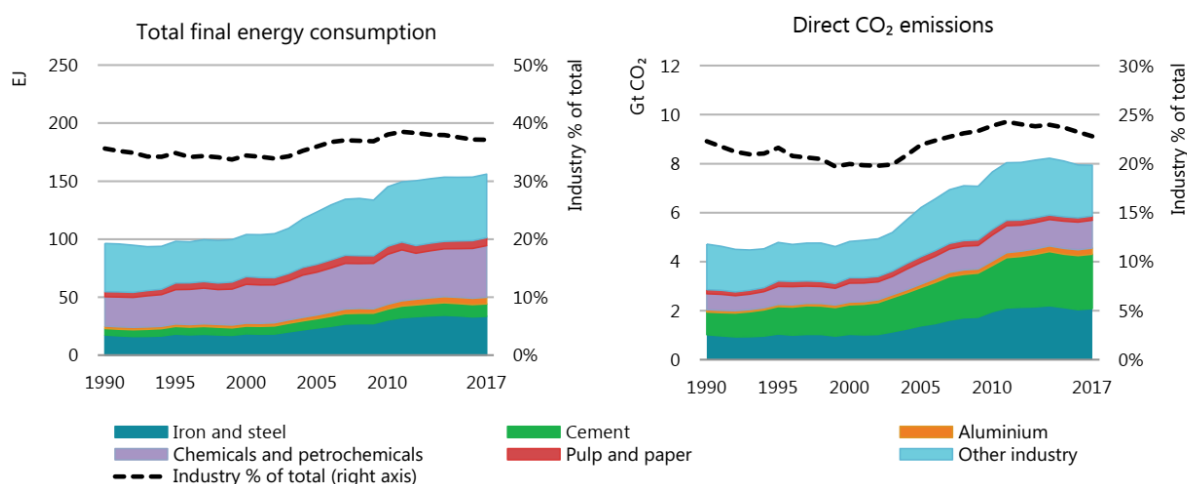 Total final energy consumption
EJ
250
200
150
100
50
0
50%
40%
30%
20%
10%
0%
Industry % of total
1990
1995
2000
2005
2010
2017
Direct CO₂ emissions
Gt CO₂
12
10
8
6
4
2
0
30%
25%
20%
15%
10%
5%
0%
Industry % of total
1990
1995
2000
2005
2010
2017
Iron and steel
Cement
Aluminium
Chemicals and petrochemicals
Pulp and paper
Other industry
Industry % of total (right axis)